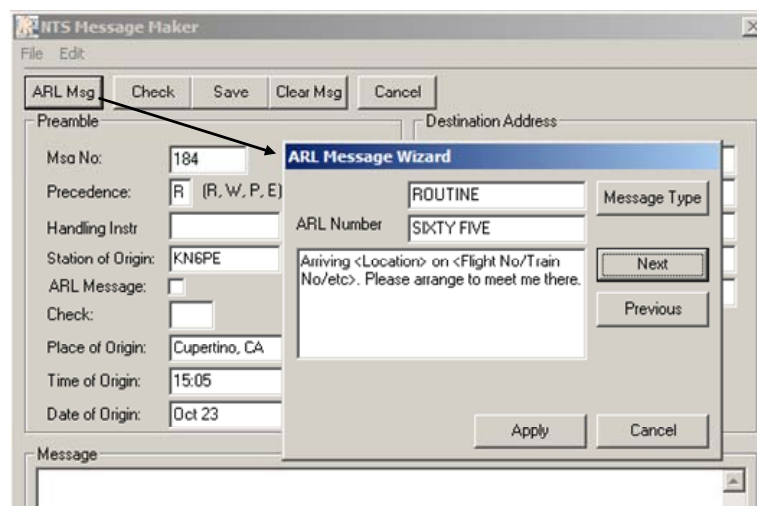 NTS Message Maker
File Edit
ARL Msg Check Save Clear Msg Cancel
Preamble
Destination Address
Msg No: 184
Precedence: R (R, W, P, E)
Handling Instr
Station of Origin: KN6PE
ARL Message:
Check:
Place of Origin: Cupertino, CA
Time of Origin: 15:05
Date of Origin: Oct 23
Message
ARL Message Wizard
ROUTINE
Message Type
ARL Number SIXTY FIVE
Arriving <Location> on <Flight No/Train
No/etc>. Please arrange to meet me there.
Next
Previous
Apply Cancel